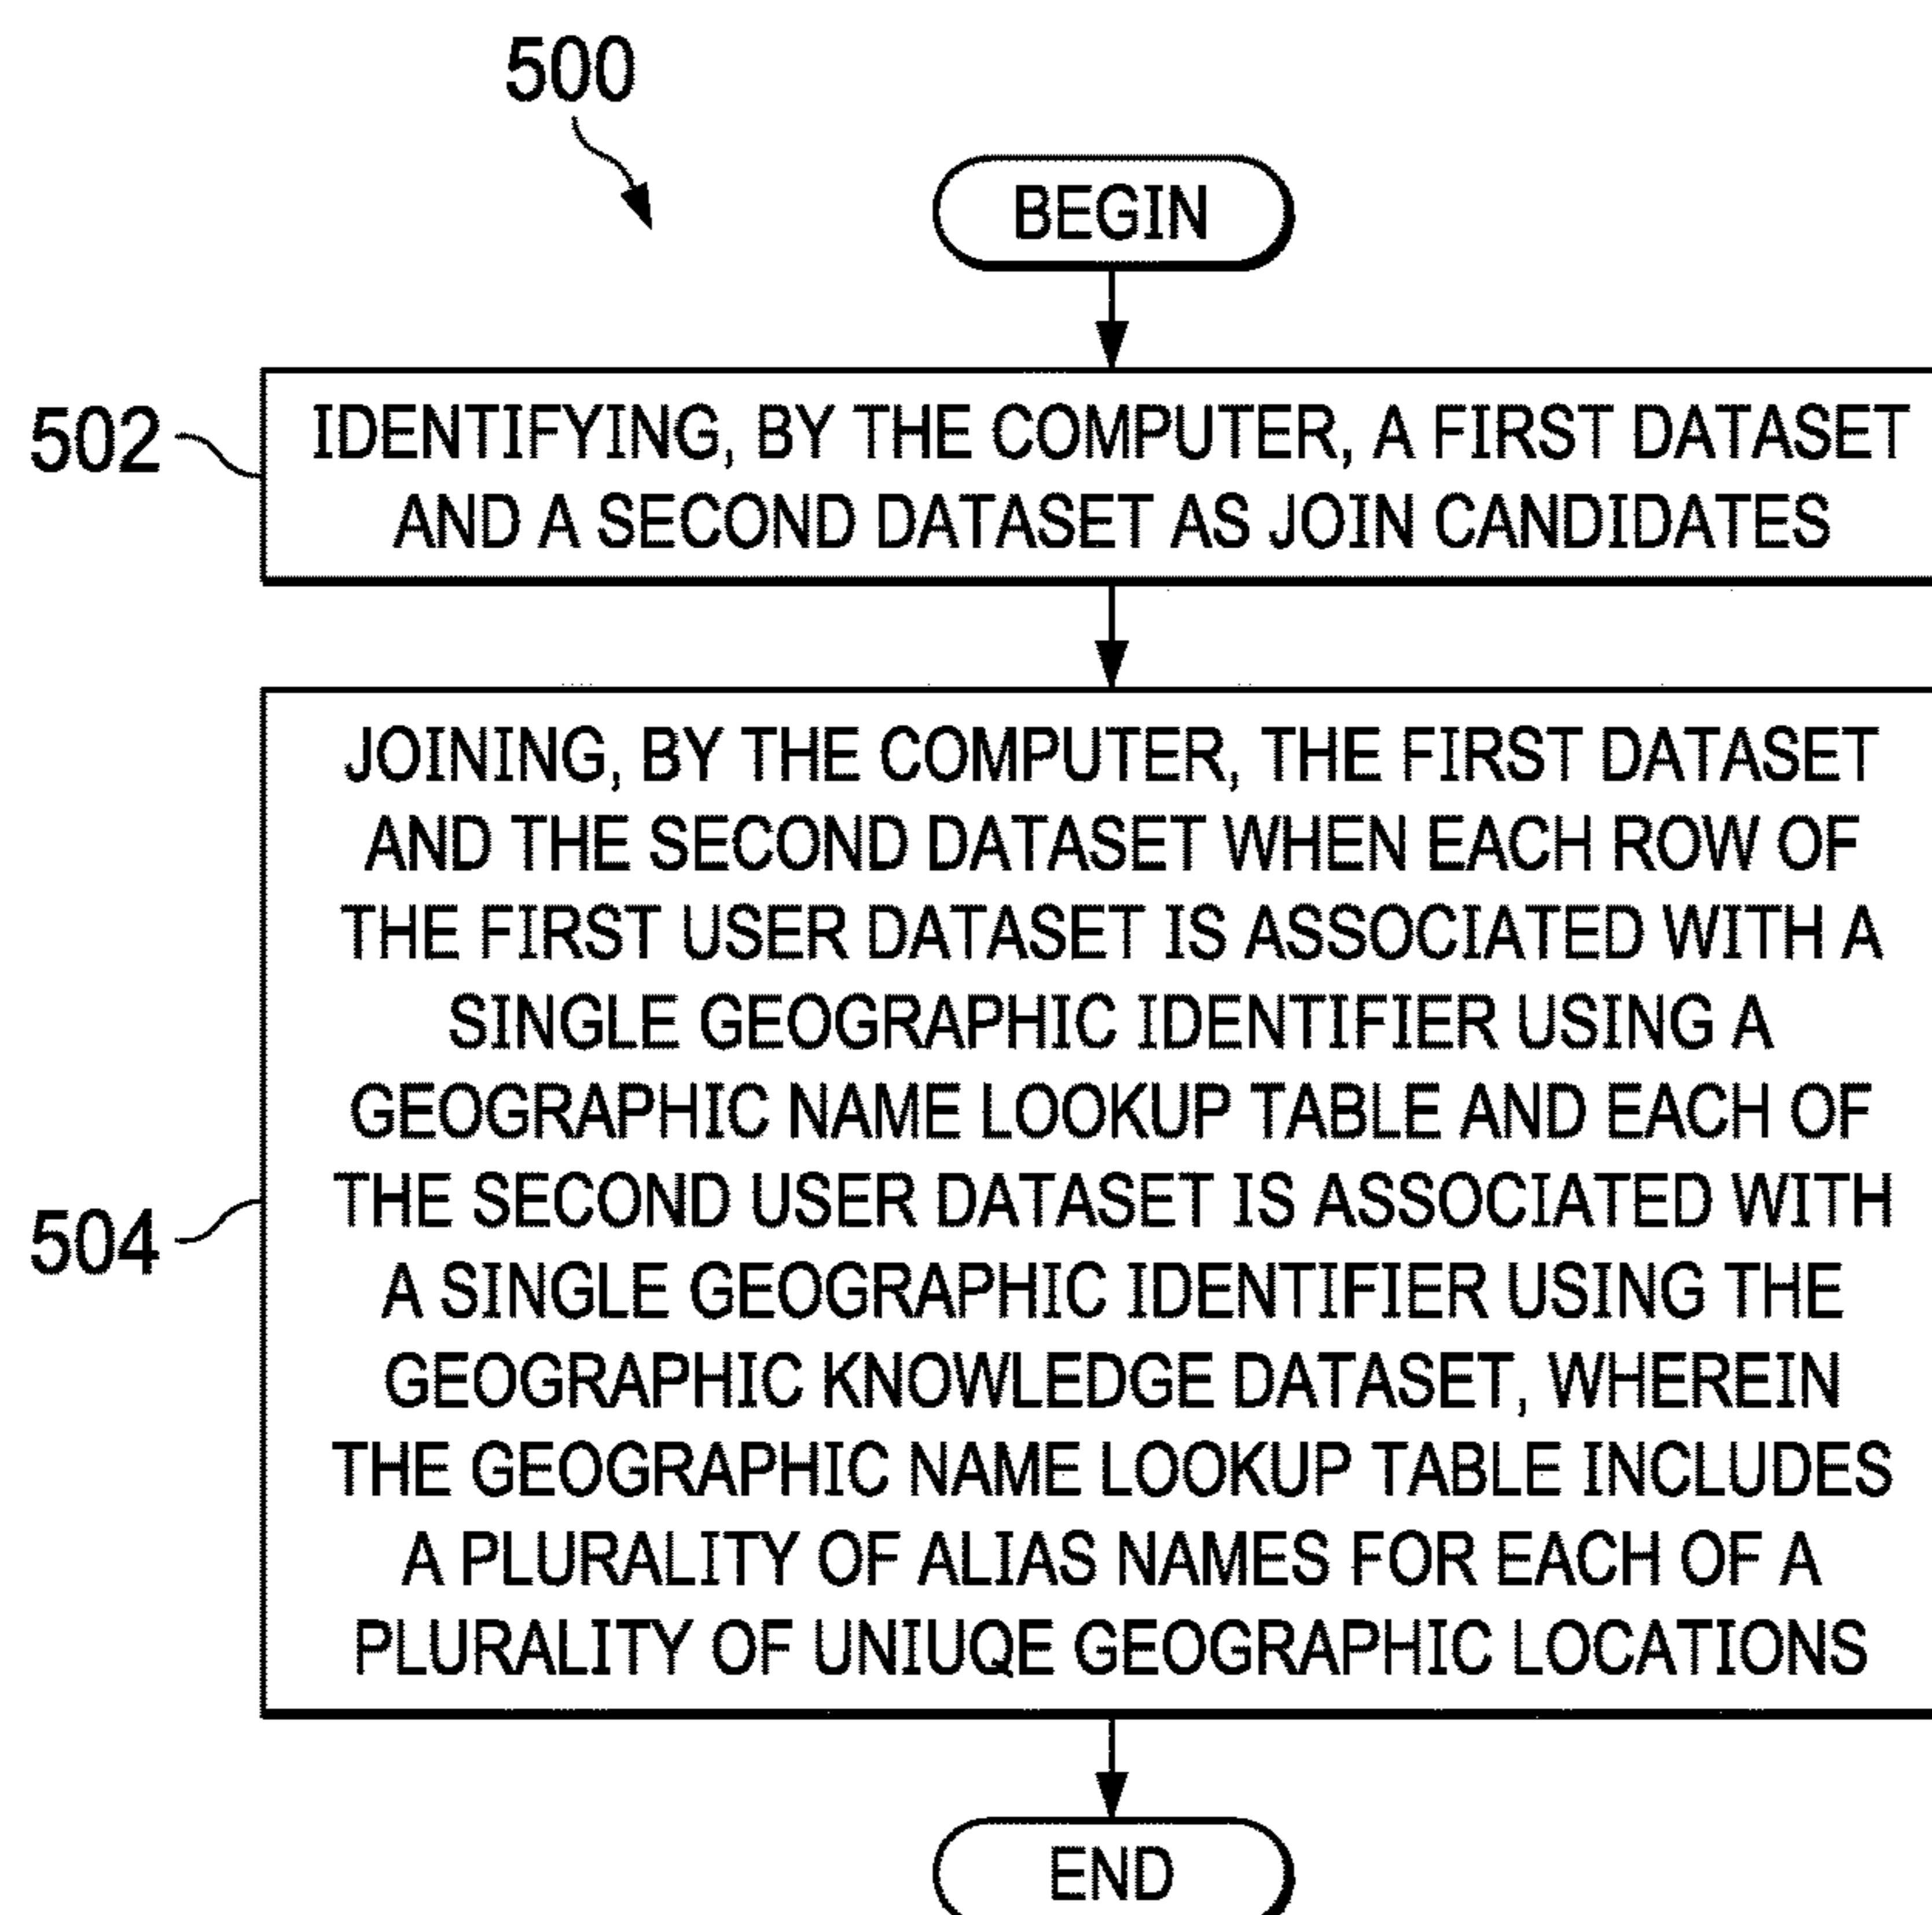 500
BEGIN
502
IDENTIFYING, BY THE COMPUTER, A FIRST DATASET
AND A SECOND DATASET AS JOIN CANDIDATES
JOINING, BY THE COMPUTER, THE FIRST DATASET
AND THE SECOND DATASET WHEN EACH ROW OF
THE FIRST USER DATASET IS ASSOCIATED WITH A
SINGLE GEOGRAPHIC IDENTIFIER USING A
GEOGRAPHIC NAME LOOKUP TABLE AND EACH OF
THE SECOND USER DATASET IS ASSOCIATED WITH
504
A SINGLE GEOGRAPHIC IDENTIFIER USING THE
GEOGRAPHIC KNOWLEDGE DATASET, WHEREIN
THE GEOGRAPHIC NAME LOOKUP TABLE INCLUDES
A PLURALITY OF ALIAS NAMES FOR EACH OF A
PLURALITY OF UNIUQE GEOGRAPHIC LOCATIONS
END